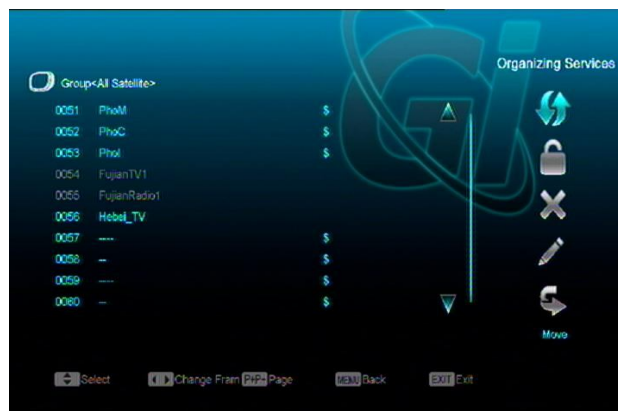 Organizing Services
Group<All Satellite>
0051 PhoM $
0052 PhoC $
0053 PhoI $
0054 FujianTV1
0055 FujianRadio1
0056 Hebei_TV
0057 ---- $
0058 -- $
0059 ---- $
0060 -- $
Move
Select Change Fram P-/P+ Page MENU Back EXIT Exit